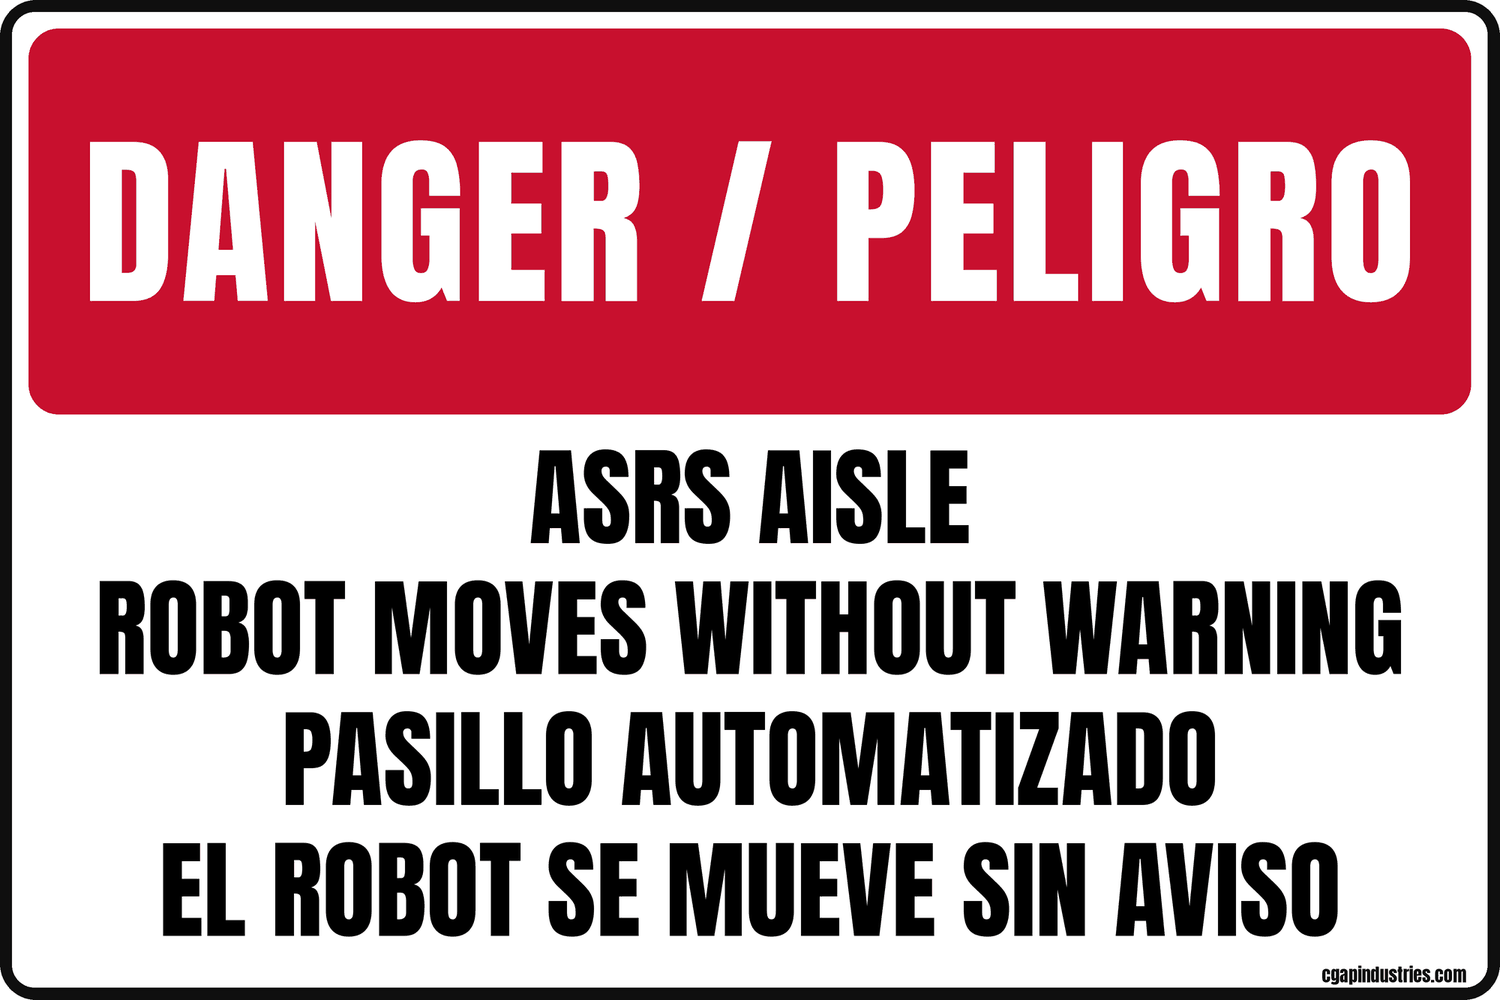 DANGER / PELIGRO
ASRS AISLE
ROBOT MOVES WITHOUT WARNING
PASILLO AUTOMATIZADO
EL ROBOT SE MUEVE SIN AVISO
cgapindustries.com